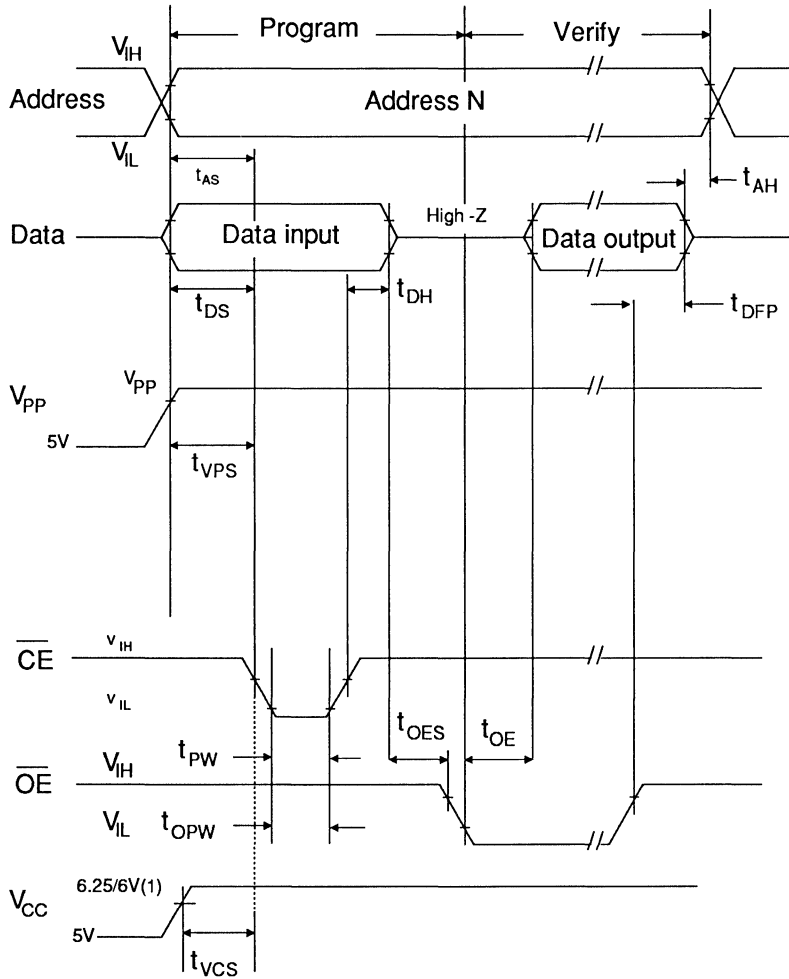 Program
Verify
V_IH
Address
Address N
V_IL
t_AS
t_AH
Data
Data input
High -Z
Data output
t_DS
t_DH
t_DFP
V_PP
V_PP
5V
t_VPS
CE
V_IH
V_IL
t_PW
t_OES
t_OE
V_IH
OE
V_IL
t_OPW
6.25/6V(1)
V_CC
5V
t_VCS